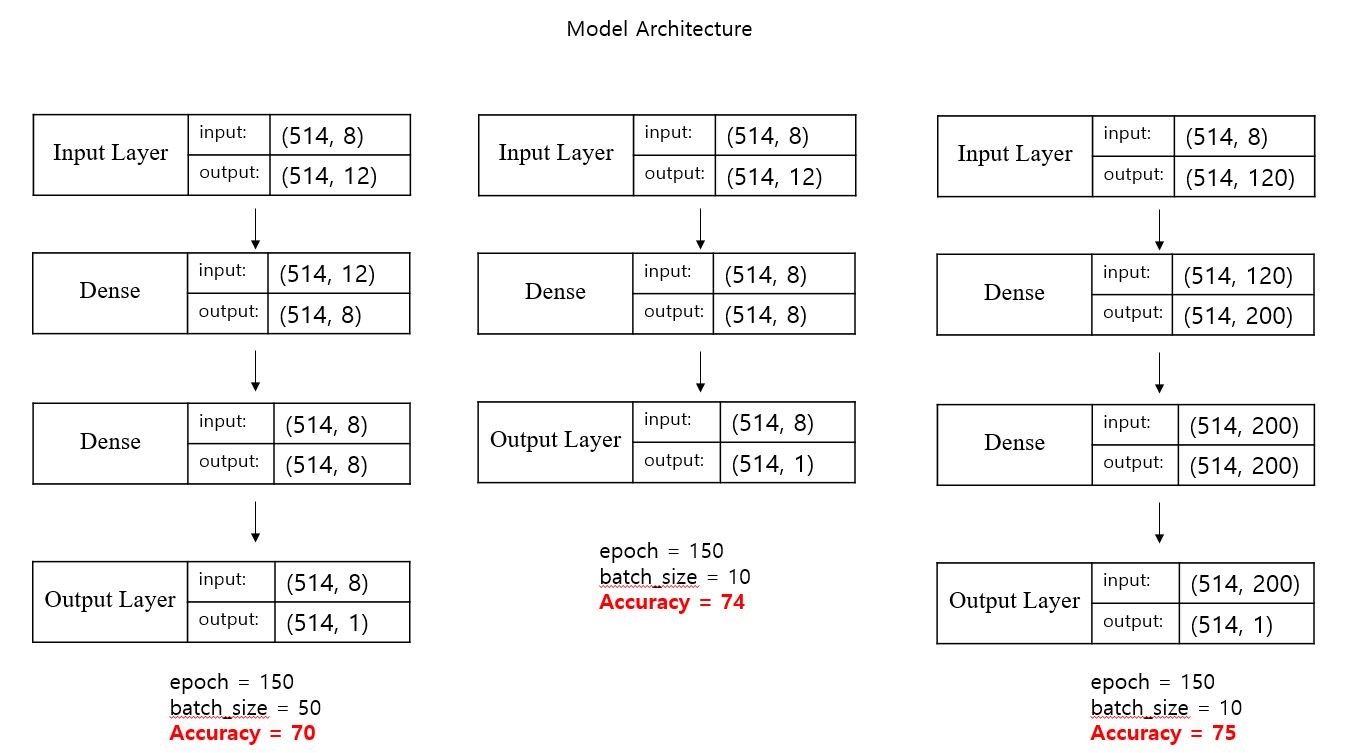 Model Architecture
Input Layer
input:
(514, 8)
output:
(514, 12)
Dense
input:
(514, 12)
output:
(514, 8)
Dense
input:
(514, 8)
output:
(514, 8)
Output Layer
input:
(514, 8)
output:
(514, 1)
epoch = 150
batch_size = 50
Accuracy = 70
Input Layer
input:
(514, 8)
output:
(514, 12)
Dense
input:
(514, 8)
output:
(514, 8)
Output Layer
input:
(514, 8)
output:
(514, 1)
epoch = 150
batch_size = 10
Accuracy = 74
Input Layer
input:
(514, 8)
output:
(514, 120)
Dense
input:
(514, 120)
output:
(514, 200)
Dense
input:
(514, 200)
output:
(514, 200)
Output Layer
input:
(514, 200)
output:
(514, 1)
epoch = 150
batch_size = 10
Accuracy = 75